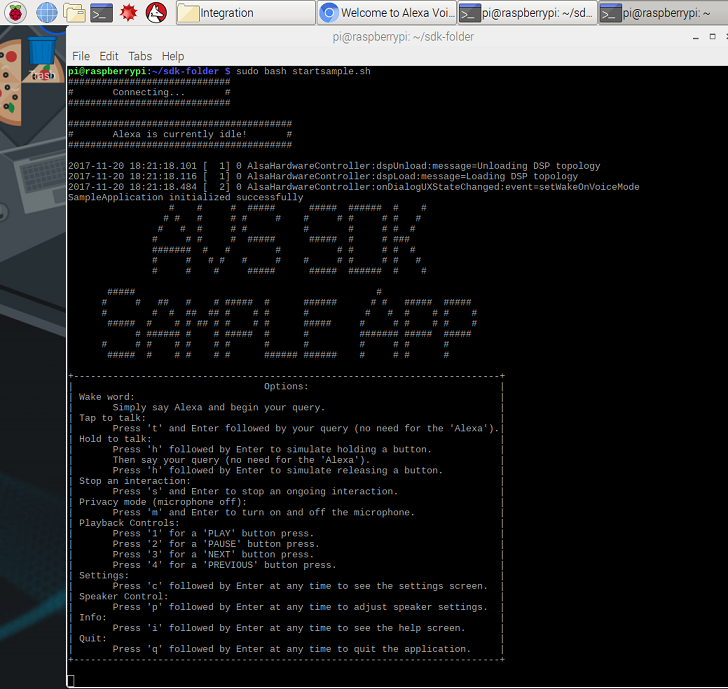 Integration
Welcome to Alexa Voi...
pi@raspberrypi: ~/sd...
pi@raspberrypi: ~
pi@raspberrypi: ~/sdk-folder
File Edit Tabs Help
pi@raspberrypi:~/sdk-folder $ sudo bash startsample.sh
############################
#       Connecting...       #
############################
#######################################
#       Alexa is currently idle!       #
#######################################
2017-11-20 18:21:18.101 [  1] 0 AlsaHardwareController:dspUnload:message=Unloading DSP topology
2017-11-20 18:21:18.116 [  1] 0 AlsaHardwareController:dspLoad:message=Loading DSP topology
2017-11-20 18:21:18.484 [  2] 0 AlsaHardwareController:onDialogUXStateChanged:event=setWakeOnVoiceMode
SampleApplication initialized successfully
AVS SDK
SAMPLE APP
Options:
Wake word:
Simply say Alexa and begin your query.
Tap to talk:
Press 't' and Enter followed by your query (no need for the 'Alexa').
Hold to talk:
Press 'h' followed by Enter to simulate holding a button.
Then say your query (no need for the 'Alexa').
Press 'h' followed by Enter to simulate releasing a button.
Stop an interaction:
Press 's' and Enter to stop an ongoing interaction.
Privacy mode (microphone off):
Press 'm' and Enter to turn on and off the microphone.
Playback Controls:
Press '1' for a 'PLAY' button press.
Press '2' for a 'PAUSE' button press.
Press '3' for a 'NEXT' button press.
Press '4' for a 'PREVIOUS' button press.
Settings:
Press 'c' followed by Enter at any time to see the settings screen.
Speaker Control:
Press 'p' followed by Enter at any time to adjust speaker settings.
Info:
Press 'i' followed by Enter at any time to see the help screen.
Quit:
Press 'q' followed by Enter at any time to quit the application.